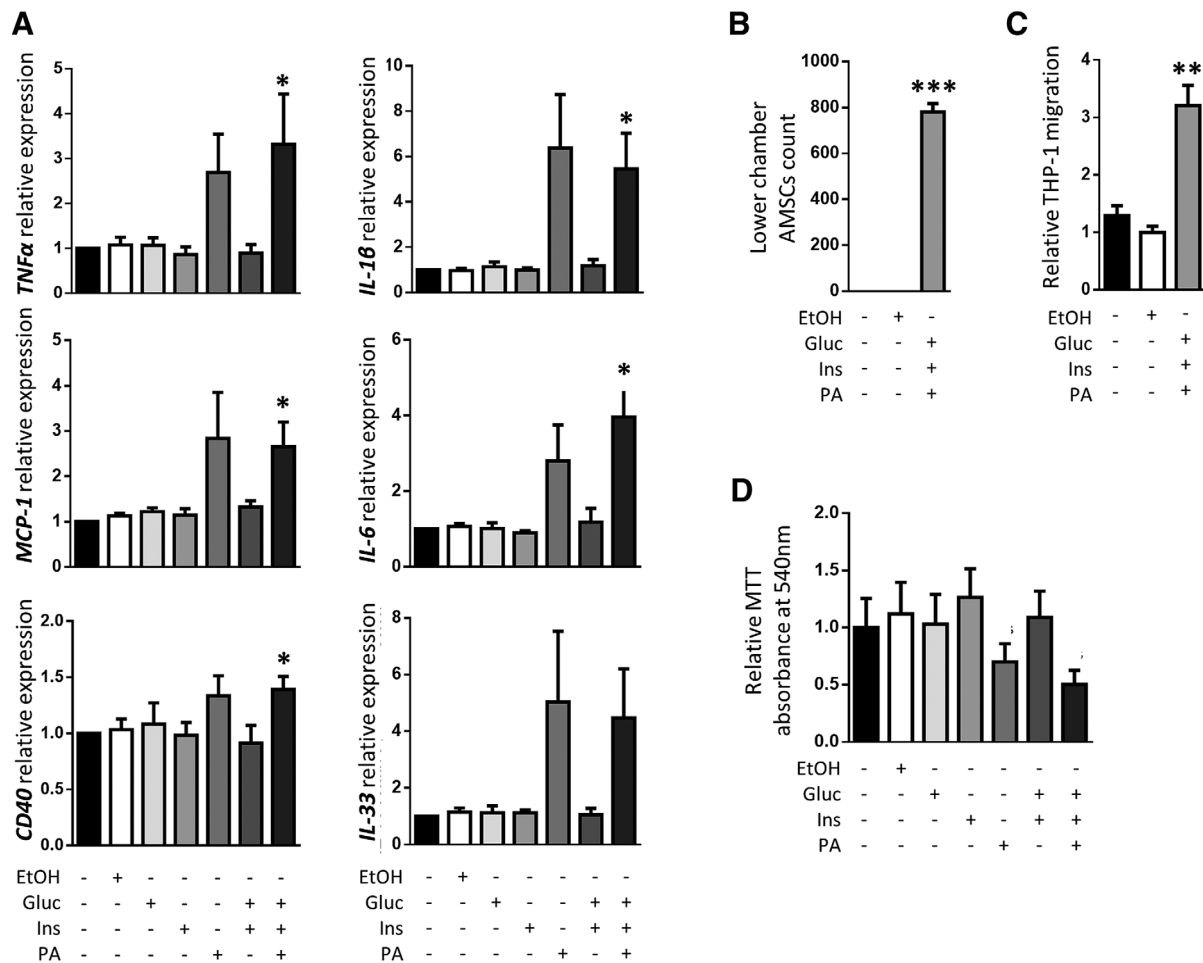 A
TNFα relative expression
5
4
3
2
1
0
*
IL-1β relative expression
10
8
6
4
2
0
*
MCP-1 relative expression
5
4
3
2
1
0
*
IL-6 relative expression
6
4
2
0
*
CD40 relative expression
2.0
1.5
1.0
0.5
0.0
*
IL-33 relative expression
8
6
4
2
0
EtOH - + - - - - -
Gluc - - + - - + +
Ins - - - + - + +
PA - - - - + - +
EtOH - + - - - - -
Gluc - - + - - + +
Ins - - - + - + +
PA - - - - + - +
B
Lower chamber
AMSCs count
1000
800
600
400
200
0
***
EtOH - + -
Gluc - - +
Ins - - +
PA - - +
C
Relative THP-1 migration
4
3
2
1
0
**
EtOH - + -
Gluc - - +
Ins - - +
PA - - +
D
Relative MTT
absorbance at 540nm
2.0
1.5
1.0
0.5
0.0
EtOH - + - - - - -
Gluc - - + - - + +
Ins - - - + - + +
PA - - - - + - +